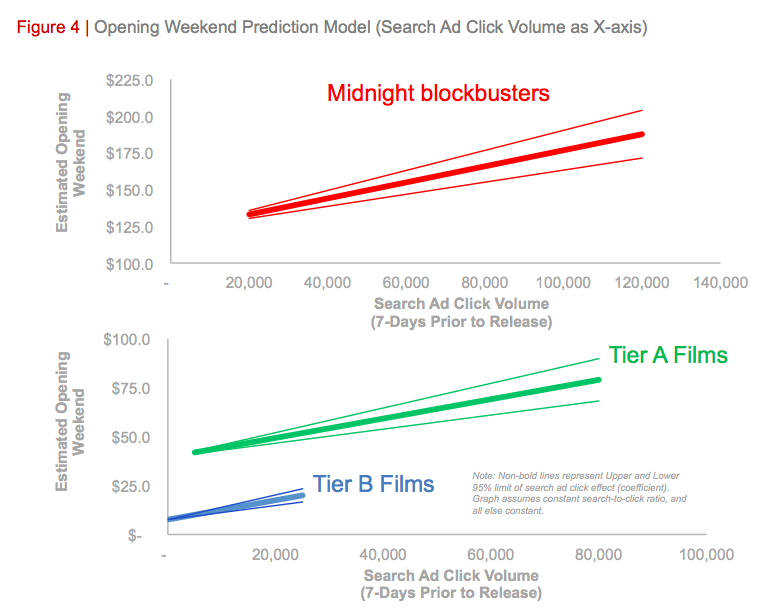 Figure 4 | Opening Weekend Prediction Model (Search Ad Click Volume as X-axis)
Estimated Opening
Weekend
$225.0
$200.0
$175.0
$150.0
$125.0
$100.0
Midnight blockbusters
- 20,000 40,000 60,000 80,000 100,000 120,000 140,000
Search Ad Click Volume
(7-Days Prior to Release)
Estimated Opening
Weekend
$100.0
$75.0
$50.0
$25.0
$-
Tier A Films
Tier B Films
Note: Non-bold lines represent Upper and Lower
95% limit of search ad click effect (coefficient).
Graph assumes constant search-to-click ratio, and
all else constant.
- 20,000 40,000 60,000 80,000 100,000
Search Ad Click Volume
(7-Days Prior to Release)